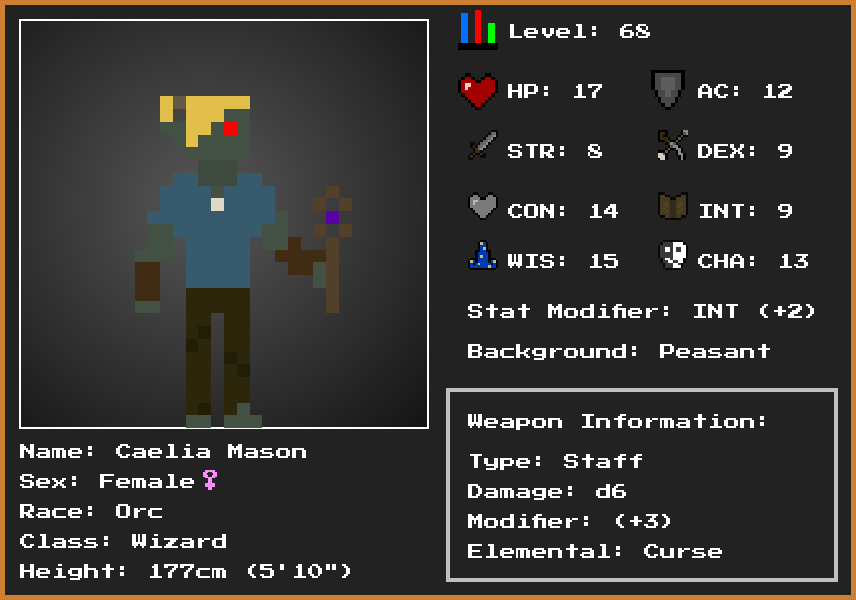 Level: 68
HP: 17 AC: 12
STR: 8 DEX: 9
CON: 14 INT: 9
WIS: 15 CHA: 13
Stat Modifier: INT (+2)
Background: Peasant
Weapon Information:
Type: Staff
Damage: d6
Modifier: (+3)
Elemental: Curse
Name: Caelia Mason
Sex: Female♀
Race: Orc
Class: Wizard
Height: 177cm (5'10")